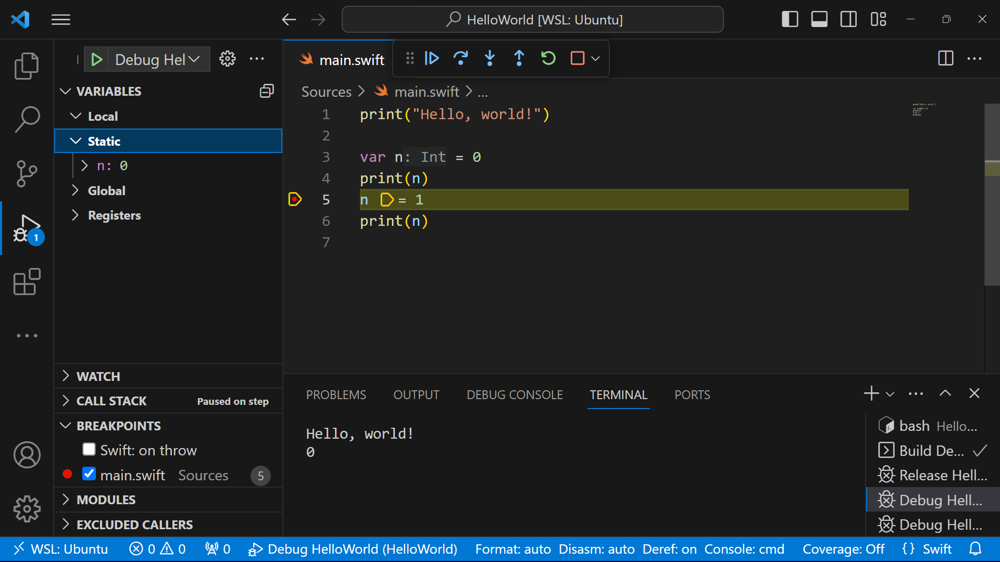 HelloWorld [WSL: Ubuntu]
Debug Hel
main.swift
VARIABLES
Local
Static
n: 0
Global
Registers
1
WATCH
CALL STACK Paused on step
BREAKPOINTS
Swift: on throw
main.swift Sources 5
MODULES
EXCLUDED CALLERS
Sources > main.swift > ...
1 print("Hello, world!")
2
3 var n: Int = 0
4 print(n)
5 n = 1
6 print(n)
7
PROBLEMS OUTPUT DEBUG CONSOLE TERMINAL PORTS
Hello, world!
0
bash Hello...
Build De...
Release Hell...
Debug Hell...
Debug Hell...
WSL: Ubuntu 0 0 0 Debug HelloWorld (HelloWorld) Format: auto Disasm: auto Deref: on Console: cmd Coverage: Off {} Swift